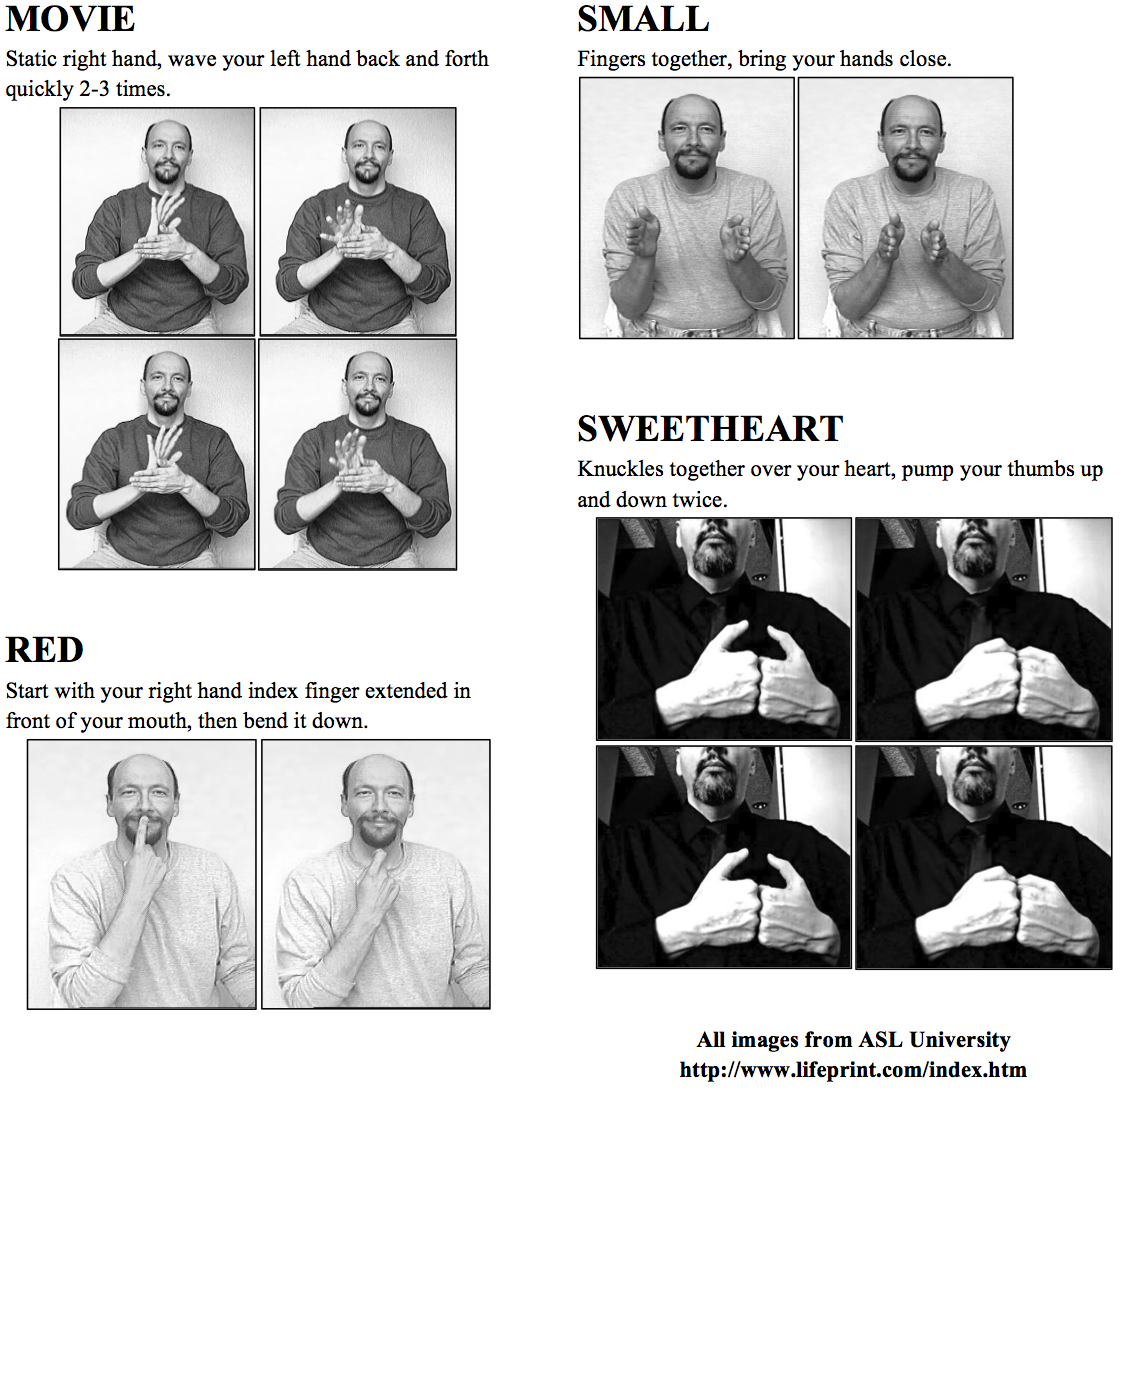 MOVIE
Static right hand, wave your left hand back and forth
quickly 2-3 times.
RED
Start with your right hand index finger extended in
front of your mouth, then bend it down.
SMALL
Fingers together, bring your hands close.
SWEETHEART
Knuckles together over your heart, pump your thumbs up
and down twice.
All images from ASL University
http://www.lifeprint.com/index.htm